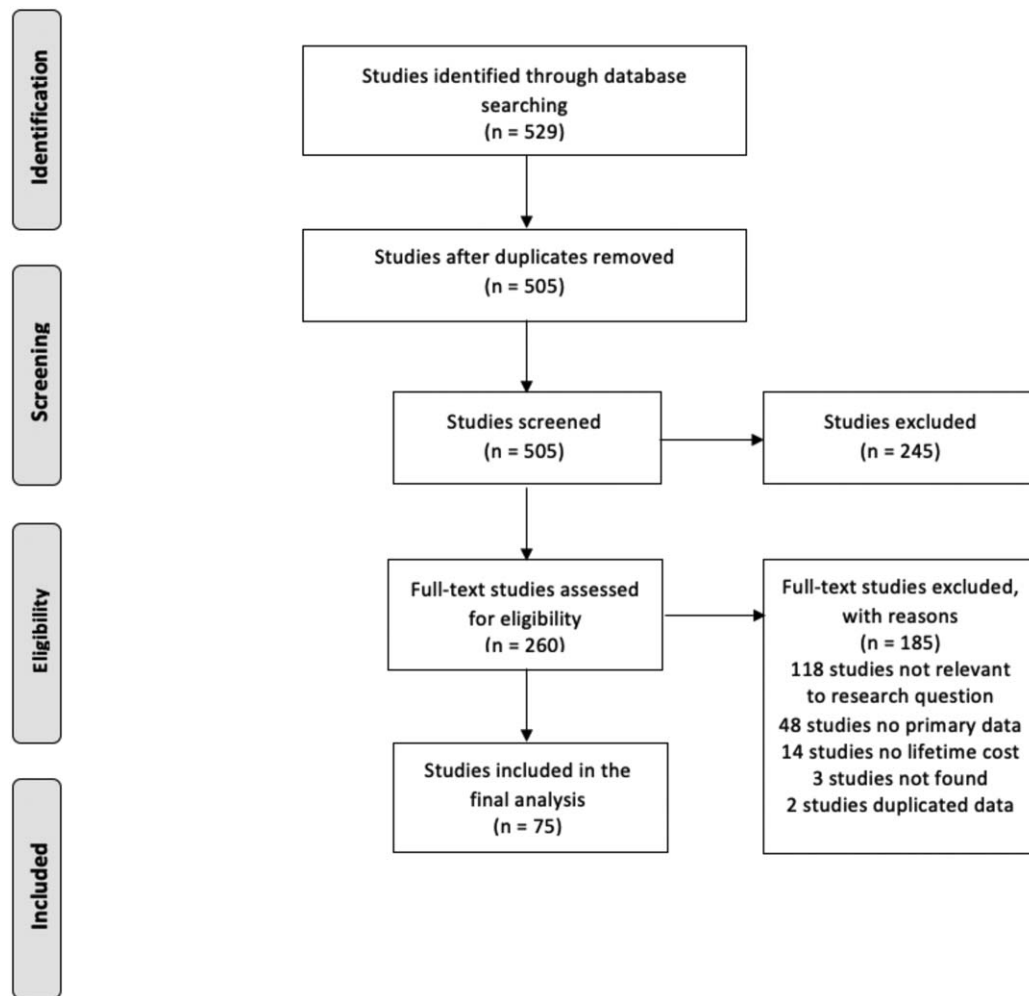 Identification
Studies identified through database
searching
(n = 529)
Studies after duplicates removed
(n = 505)
Screening
Studies screened
(n = 505)
Studies excluded
(n = 245)
Eligibility
Full-text studies assessed
for eligibility
(n = 260)
Full-text studies excluded,
with reasons
(n = 185)
118 studies not relevant
to research question
48 studies no primary data
14 studies no lifetime cost
3 studies not found
2 studies duplicated data
Included
Studies included in the
final analysis
(n = 75)